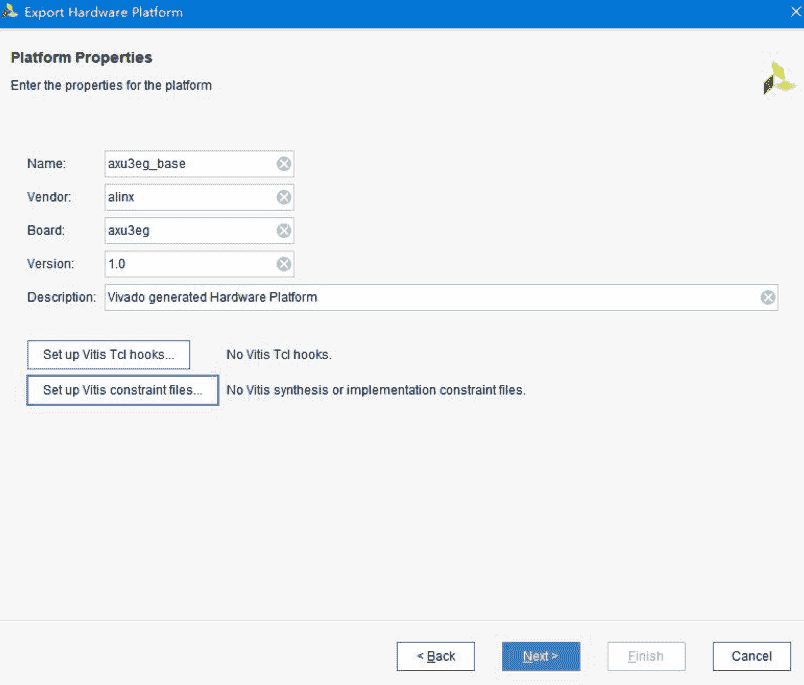 Export Hardware Platform
Platform Properties
Enter the properties for the platform
Name: axu3eg_base
Vendor: alinx
Board: axu3eg
Version: 1.0
Description: Vivado generated Hardware Platform
Set up Vitis Tcl hooks... No Vitis Tcl hooks.
Set up Vitis constraint files... No Vitis synthesis or implementation constraint files.
< Back Next > Finish Cancel